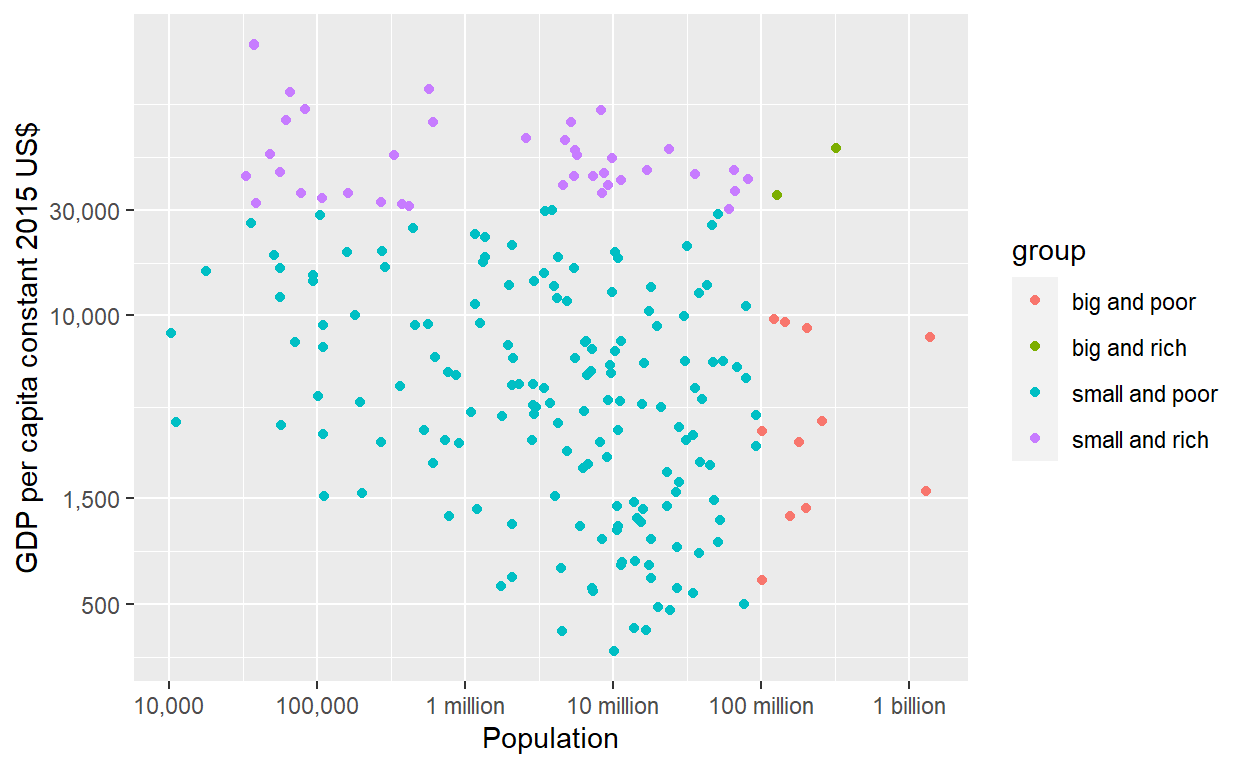 GDP per capita constant 2015 US$
30,000
10,000
1,500
500
10,000
100,000
1 million
10 million
100 million
1 billion
Population
group
big and poor
big and rich
small and poor
small and rich